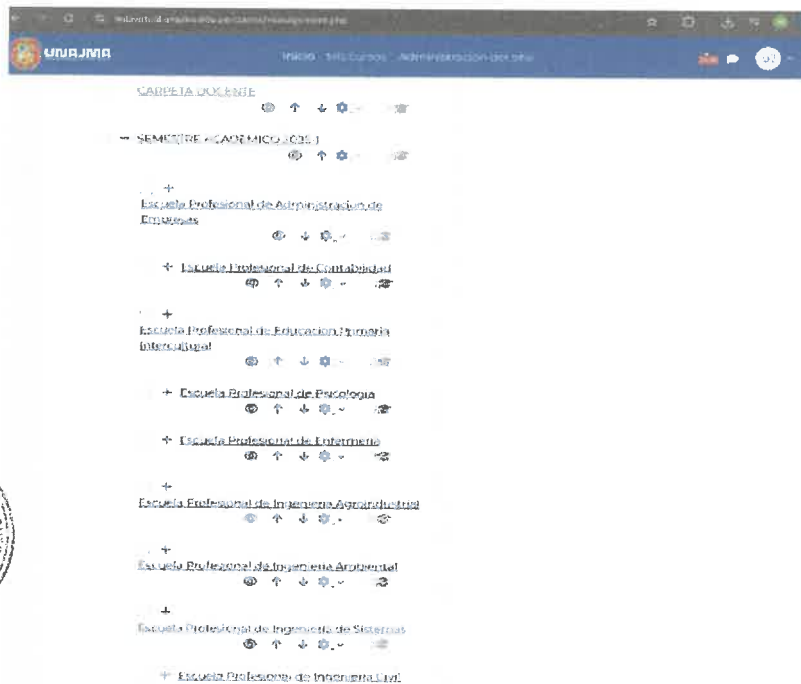 UNAJMA
Inicio Mis cursos Administración del sitio
CARPETA DOCENTE
SEMESTRE ACADÉMICO 2025-I
Escuela Profesional de Administración de
Empresas
Escuela Profesional de Contabilidad
Escuela Profesional de Educación Primaria
Intercultural
Escuela Profesional de Psicología
Escuela Profesional de Enfermería
Escuela Profesional de Ingeniería Agroindustrial
Escuela Profesional de Ingeniería Ambiental
Escuela Profesional de Ingeniería de Sistemas
Escuela Profesional de Ingeniería Civil